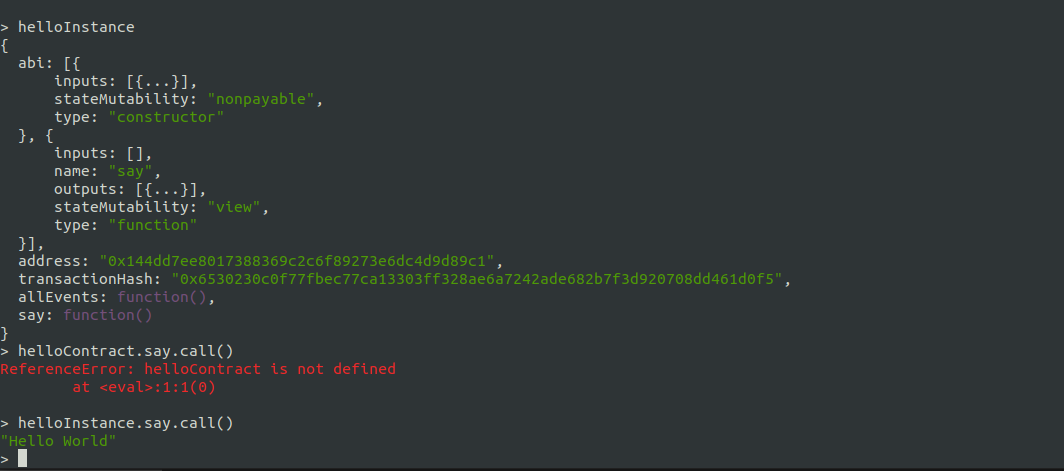 > helloInstance
{
  abi: [{
      inputs: [{...}],
      stateMutability: "nonpayable",
      type: "constructor"
  }, {
      inputs: [],
      name: "say",
      outputs: [{...}],
      stateMutability: "view",
      type: "function"
  }],
  address: "0x144dd7ee8017388369c2c6f89273e6dc4d9d89c1",
  transactionHash: "0x6530230c0f77fbec77ca13303ff328ae6a7242ade682b7f3d920708dd461d0f5",
  allEvents: function(),
  say: function()
}
> helloContract.say.call()
ReferenceError: helloContract is not defined
        at <eval>:1:1(0)
> helloInstance.say.call()
"Hello World"
>